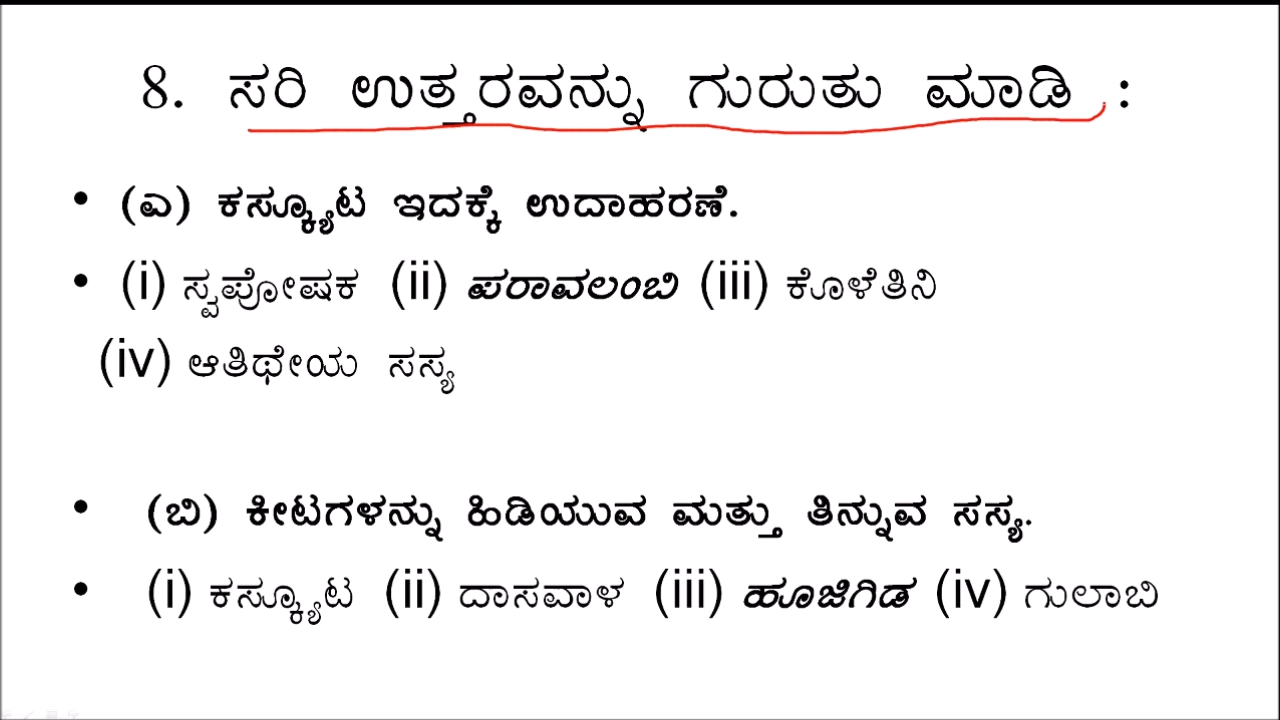 8. ಸರಿ ಉತ್ತರವನ್ನು ಗುರುತು ಮಾಡಿ :
• (ಎ) ಕಸ್ಕ್ಯೂಟ ಇದಕ್ಕೆ ಉದಾಹರಣೆ.
• (i) ಸ್ವಪೋಷಕ (ii) ಪರಾವಲಂಬಿ (iii) ಕೊಳೆತಿನಿ
(iv) ಆತಿಥೇಯ ಸಸ್ಯ
• (ಬಿ) ಕೀಟಗಳನ್ನು ಹಿಡಿಯುವ ಮತ್ತು ತಿನ್ನುವ ಸಸ್ಯ.
• (i) ಕಸ್ಕ್ಯೂಟ (ii) ದಾಸವಾಳ (iii) ಹೂಜಿಗಿಡ (iv) ಗುಲಾಬಿ